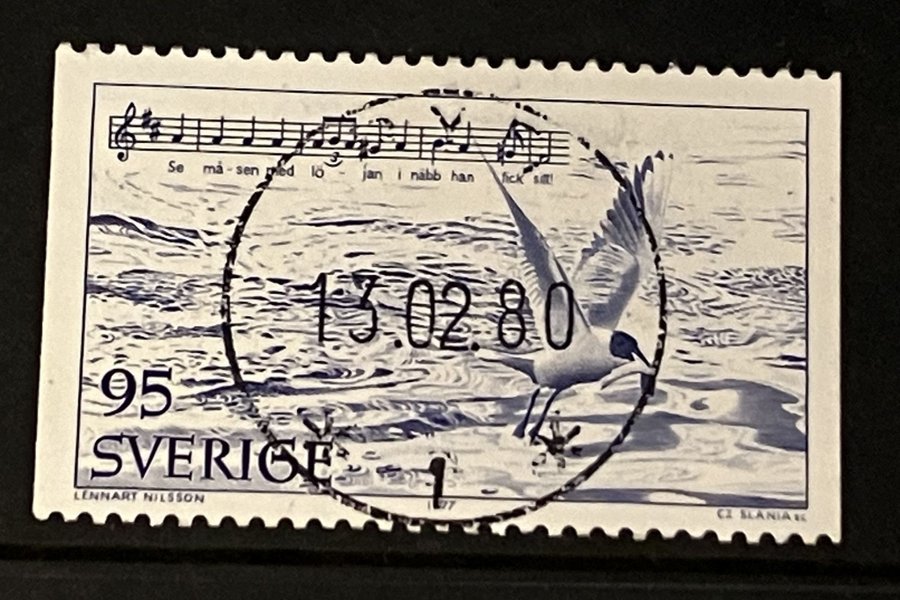 Se må-sen med lö - jan i näbb han fick sitt!
3
13.02.80
95
SVERIGE
1
LENNART NILSSON
1977
CZ SLANIA sc